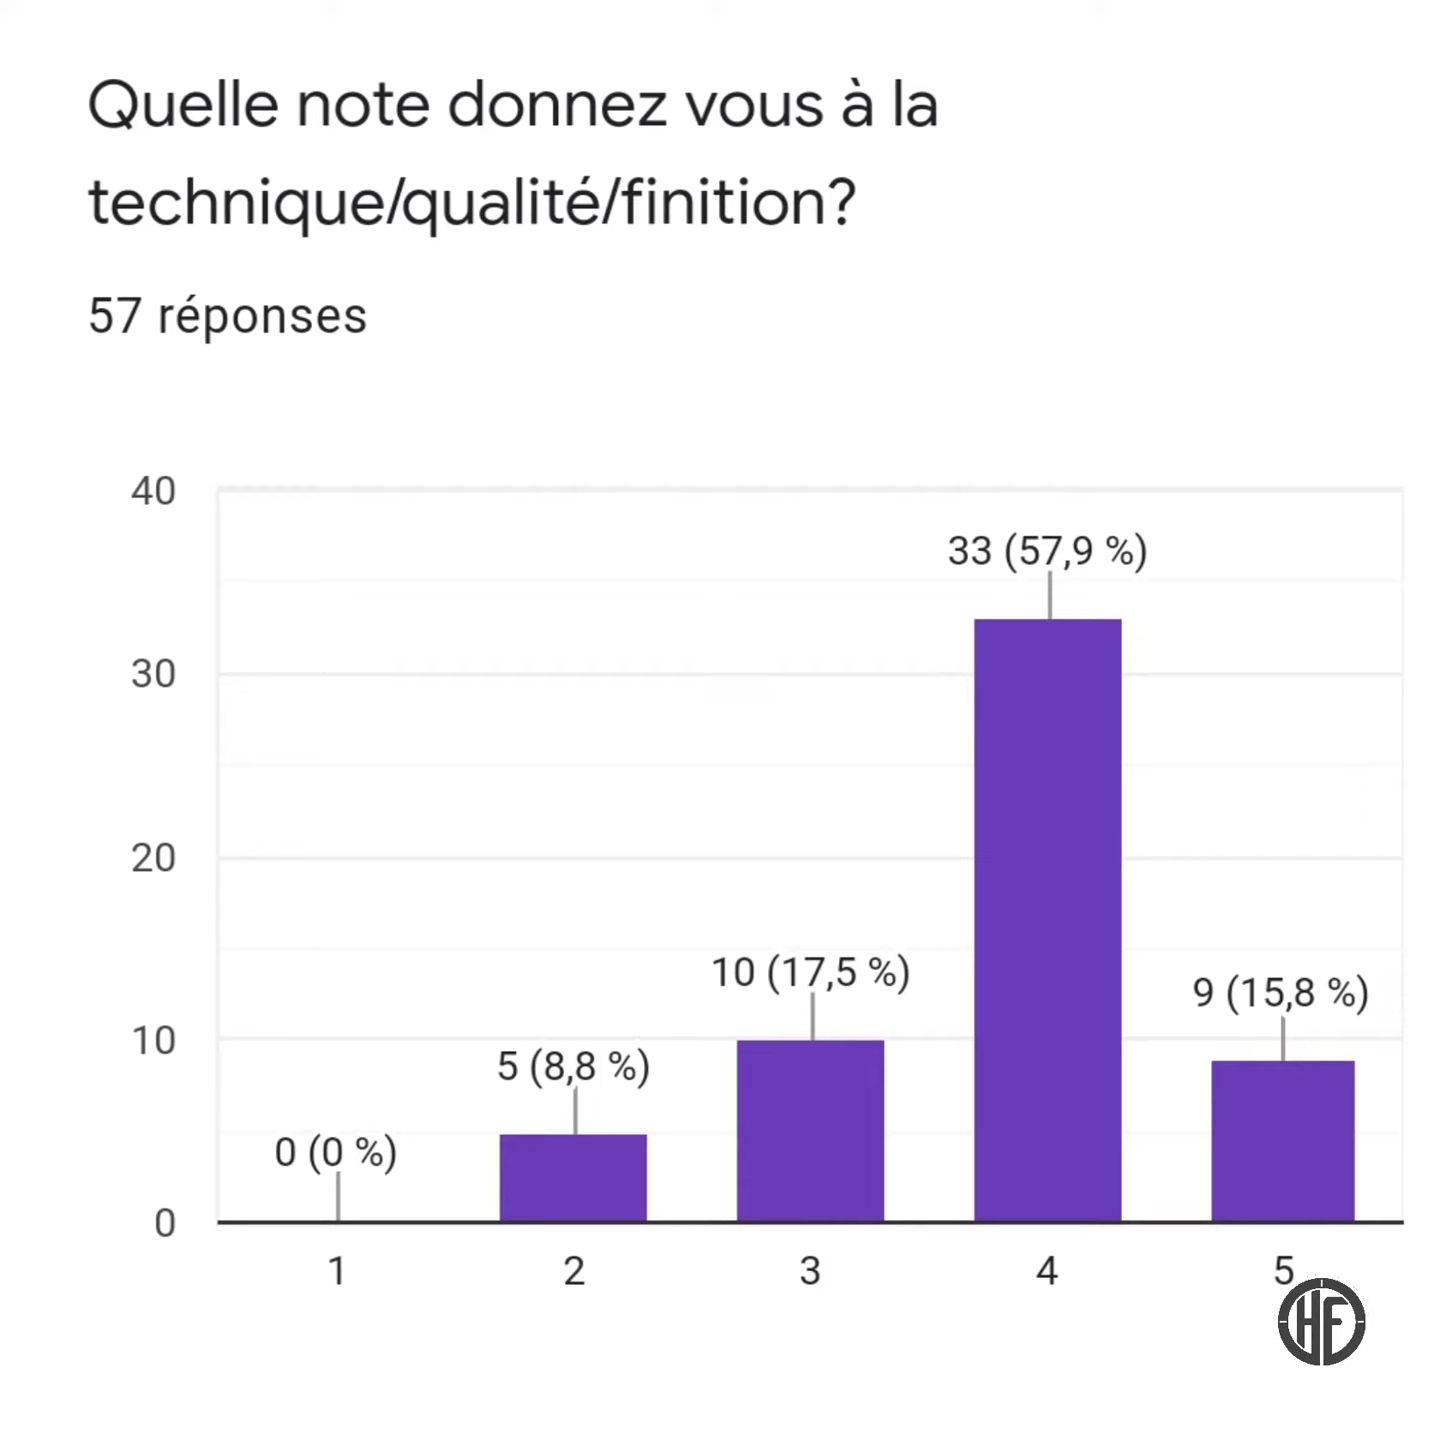 Quelle note donnez vous à la
technique/qualité/finition?
57 réponses
40
33 (57,9 %)
30
20
10 (17,5 %)
9 (15,8 %)
10
5 (8,8 %)
0 (0 %)
0
1 2 3 4 5
HF